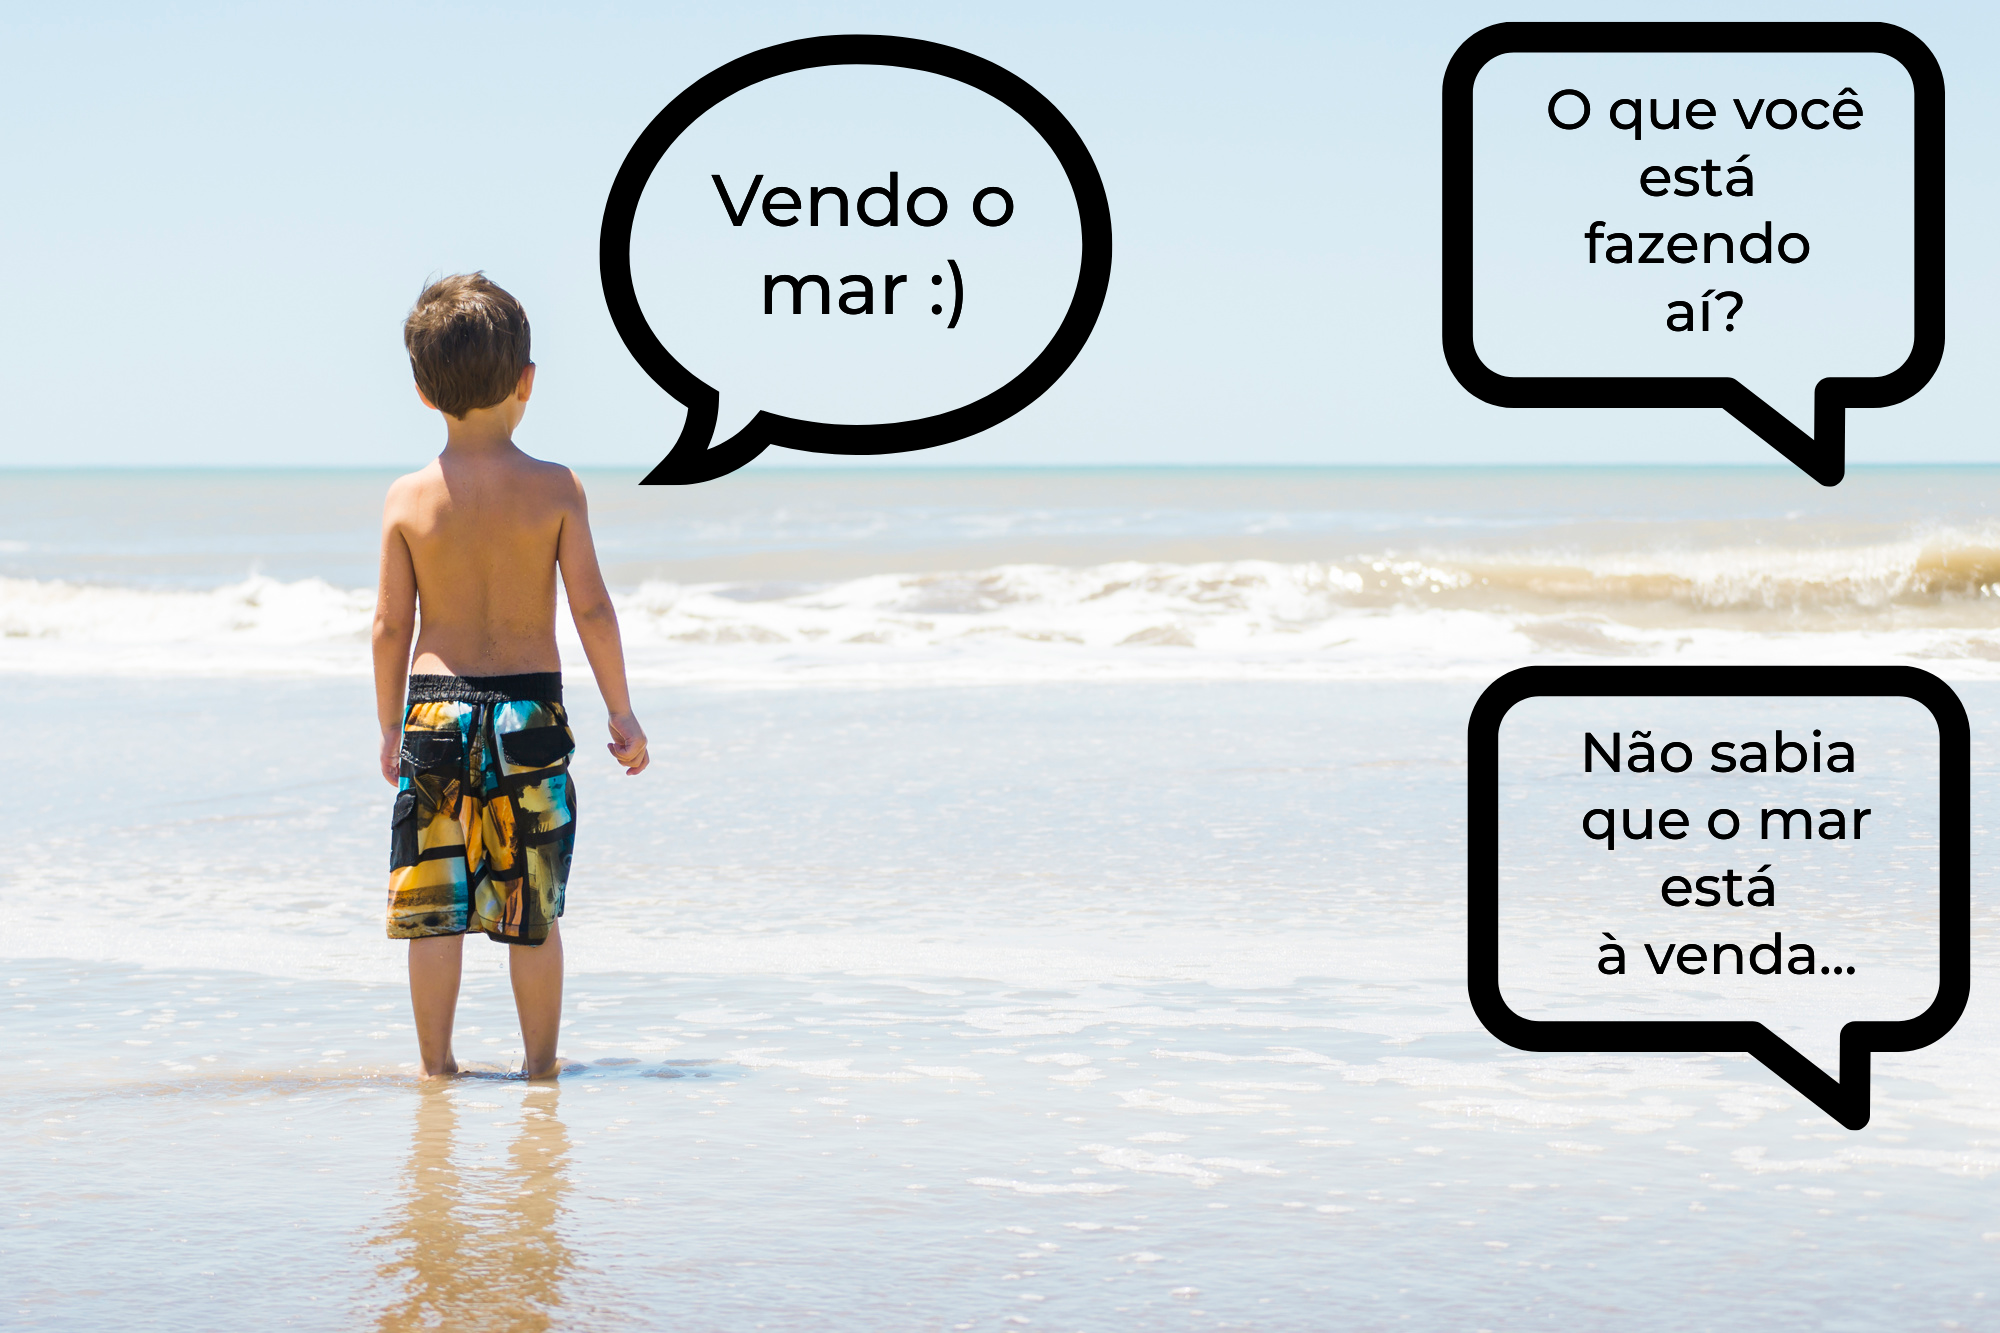 O que você
está
fazendo
aí?
Vendo o
mar :)
Não sabia
que o mar
está
à venda...